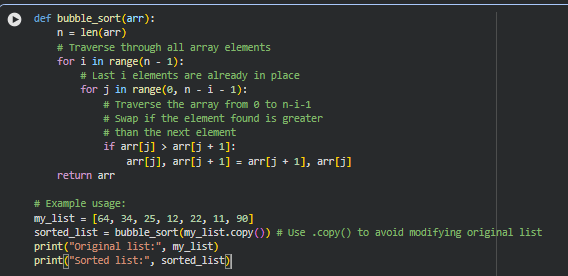 def bubble_sort(arr):
    n = len(arr)
    # Traverse through all array elements
    for i in range(n - 1):
        # Last i elements are already in place
        for j in range(0, n - i - 1):
            # Traverse the array from 0 to n-i-1
            # Swap if the element found is greater
            # than the next element
            if arr[j] > arr[j + 1]:
                arr[j], arr[j + 1] = arr[j + 1], arr[j]
    return arr

# Example usage:
my_list = [64, 34, 25, 12, 22, 11, 90]
sorted_list = bubble_sort(my_list.copy()) # Use .copy() to avoid modifying original list
print("Original list:", my_list)
print("Sorted list:", sorted_list)